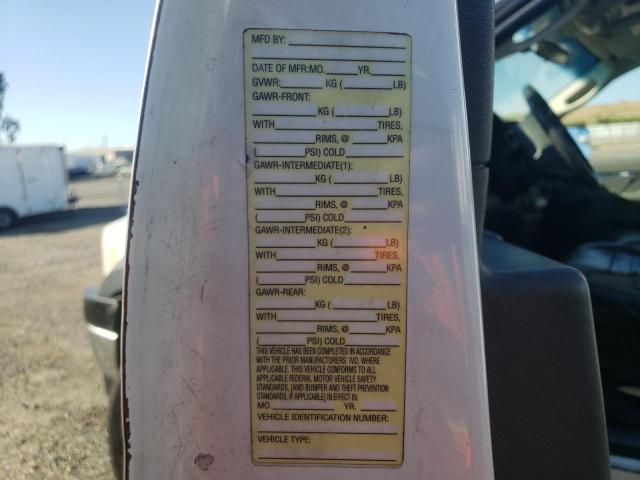 MFD BY:
DATE OF MFR:MO. YR.
GVWR: KG ( LB)
GAWR-FRONT:
KG ( LB)
WITH TIRES,
RIMS, @ KPA
( PSI) COLD
GAWR-INTERMEDIATE(1):
KG ( LB)
WITH TIRES,
RIMS, @ KPA
( PSI) COLD
GAWR-INTERMEDIATE(2):
KG ( LB)
WITH TIRES,
RIMS, @ KPA
( PSI) COLD
GAWR-REAR:
KG ( LB)
WITH TIRES,
RIMS, @ KPA
( PSI) COLD
THIS VEHICLE HAS BEEN COMPLETED IN ACCORDANCE
WITH THE PRIOR MANUFACTURERS' IVD, WHERE
APPLICABLE. THIS VEHICLE CONFORMS TO ALL
APPLICABLE FEDERAL MOTOR VEHICLE SAFETY
STANDARDS, [AND BUMPER AND THEFT PREVENTION
STANDARDS, IF APPLICABLE] IN EFFECT IN:
MO. YR.
VEHICLE IDENTIFICATION NUMBER:
VEHICLE TYPE: